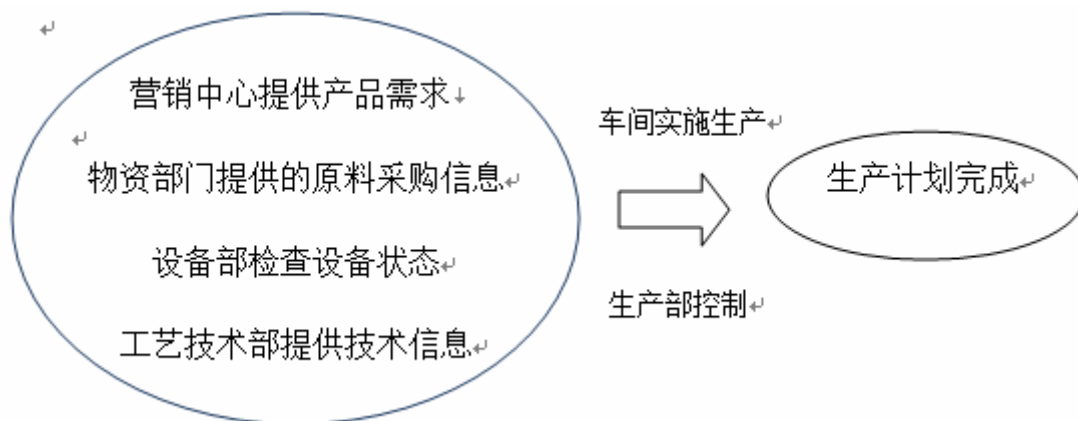 营销中心提供产品需求
物资部门提供的原料采购信息
设备部检查设备状态
工艺技术部提供技术信息
车间实施生产
生产部控制
生产计划完成